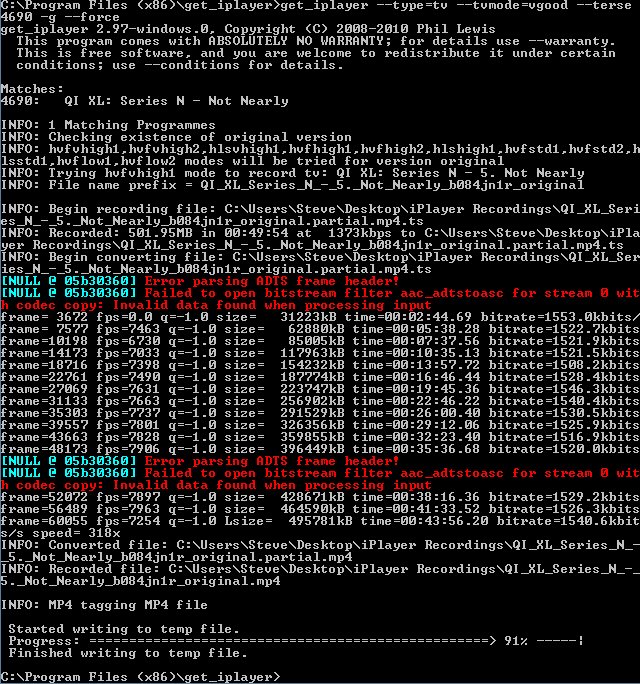 C:\Program Files (x86)\get_iplayer>get_iplayer --type=tv --tvmode=vgood --terse
4690 -g --force
get_iplayer 2.97-windows.0, Copyright (C) 2008-2010 Phil Lewis
  This program comes with ABSOLUTELY NO WARRANTY; for details use --warranty.
  This is free software, and you are welcome to redistribute it under certain
  conditions; use --conditions for details.

Matches:
4690:   QI XL: Series N - Not Nearly

INFO: 1 Matching Programmes
INFO: Checking existence of original version
INFO: hvfvhigh1,hvfvhigh2,hlsvhigh1,hvfhigh1,hvfhigh2,hlshigh1,hvfstd1,hvfstd2,h
lsstd1,hvflow1,hvflow2 modes will be tried for version original
INFO: Trying hvfvhigh1 mode to record tv: QI XL: Series N - 5. Not Nearly
INFO: File name prefix = QI_XL_Series_N_-_5._Not_Nearly_b084jn1r_original

INFO: Begin recording file: C:\Users\Steve\Desktop\iPlayer Recordings\QI_XL_Seri
es_N_-_5._Not_Nearly_b084jn1r_original.partial.mp4.ts
INFO: Recorded: 501.95MB in 00:49:54 at  1373kbps to C:\Users\Steve\Desktop\iPla
yer Recordings\QI_XL_Series_N_-_5._Not_Nearly_b084jn1r_original.partial.mp4.ts
INFO: Begin converting file: C:\Users\Steve\Desktop\iPlayer Recordings\QI_XL_Ser
ies_N_-_5._Not_Nearly_b084jn1r_original.partial.mp4.ts
[NULL @ 05b30360] Error parsing ADTS frame header!
[NULL @ 05b30360] Failed to open bitstream filter aac_adtstoasc for stream 0 wit
h codec copy: Invalid data found when processing input
frame= 3672 fps=0.0 q=-1.0 size=   31223kB time=00:02:44.69 bitrate=1553.0kbits/
frame= 7577 fps=7463 q=-1.0 size=   62880kB time=00:05:38.28 bitrate=1522.7kbits
frame=10198 fps=6730 q=-1.0 size=   85005kB time=00:07:37.56 bitrate=1521.9kbits
frame=14173 fps=7033 q=-1.0 size=  117963kB time=00:10:35.13 bitrate=1521.5kbits
frame=18716 fps=7398 q=-1.0 size=  154232kB time=00:13:57.72 bitrate=1508.2kbits
frame=22761 fps=7490 q=-1.0 size=  187774kB time=00:16:46.44 bitrate=1528.4kbits
frame=27069 fps=7631 q=-1.0 size=  223747kB time=00:19:45.36 bitrate=1546.3kbits
frame=31133 fps=7663 q=-1.0 size=  256902kB time=00:22:46.12 bitrate=1540.4kbits
frame=35303 fps=7737 q=-1.0 size=  291529kB time=00:26:00.40 bitrate=1530.5kbits
frame=39557 fps=7801 q=-1.0 size=  326356kB time=00:29:12.06 bitrate=1525.9kbits
frame=43663 fps=7828 q=-1.0 size=  359855kB time=00:32:23.40 bitrate=1516.9kbits
frame=48173 fps=7906 q=-1.0 size=  396449kB time=00:35:36.68 bitrate=1520.0kbits
[NULL @ 05b30360] Error parsing ADTS frame header!
[NULL @ 05b30360] Failed to open bitstream filter aac_adtstoasc for stream 0 wit
h codec copy: Invalid data found when processing input
frame=52072 fps=7897 q=-1.0 size=  428671kB time=00:38:16.36 bitrate=1529.2kbits
frame=56489 fps=7963 q=-1.0 size=  464590kB time=00:41:33.52 bitrate=1526.3kbits
frame=60055 fps=7254 q=-1.0 Lsize=  495781kB time=00:43:56.20 bitrate=1540.6kbit
s/s speed= 318x
INFO: Converted file: C:\Users\Steve\Desktop\iPlayer Recordings\QI_XL_Series_N_-
_5._Not_Nearly_b084jn1r_original.partial.mp4
INFO: Recorded file: C:\Users\Steve\Desktop\iPlayer Recordings\QI_XL_Series_N_-_
5._Not_Nearly_b084jn1r_original.mp4

INFO: MP4 tagging MP4 file

 Started writing to temp file.
 Progress: ==================================================> 91% -----|
 Finished writing to temp file.

C:\Program Files (x86)\get_iplayer>